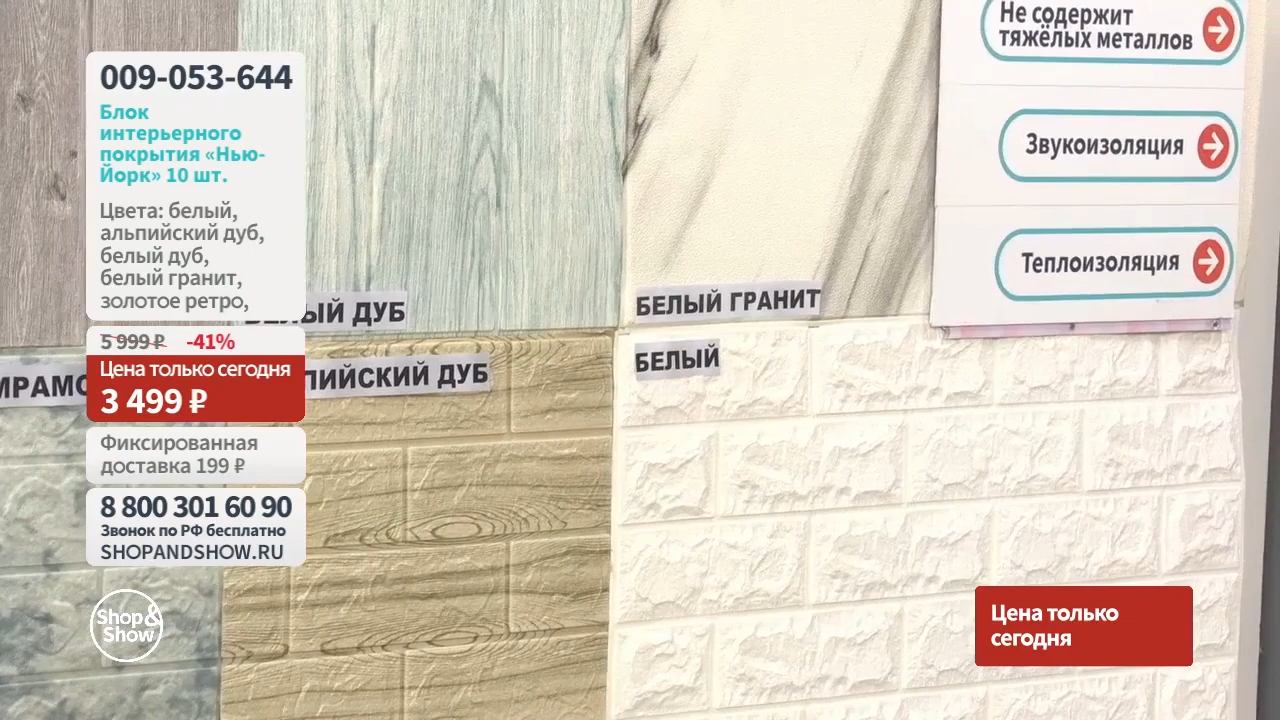 009-053-644
Блок
интерьерного
покрытия «Нью-
Йорк» 10 шт.
Цвета: белый,
альпийский дуб,
белый дуб,
белый гранит,
золотое ретро,
5 999 ₽ -41%
Цена только сегодня
3 499 ₽
Фиксированная
доставка 199 ₽
8 800 301 60 90
Звонок по РФ бесплатно
SHOPANDSHOW.RU
Shop&
Show
ЫЙ ДУБ
МРАМО
ПИЙСКИЙ ДУБ
БЕЛЫЙ ГРАНИТ
БЕЛЫЙ
Не содержит
тяжёлых металлов
Звукоизоляция
Теплоизоляция
Цена только
сегодня